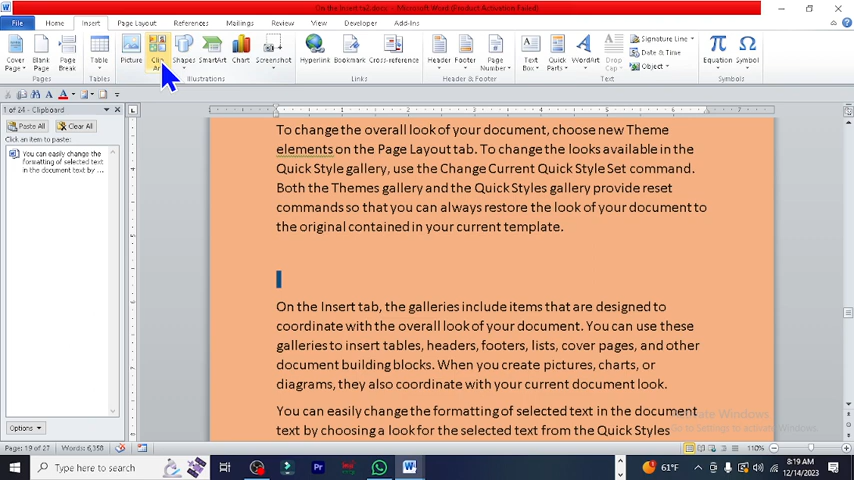 On the Insert tx2.docx - Microsoft Word (Product Activation Failed)
File Home Insert Page Layout References Mailings Review View Developer Add-Ins
Cover Page Blank Page Page Break Table Picture Clip Art Shapes SmartArt Chart Screenshot Hyperlink Bookmark Cross-reference Header Footer Page Number Text Box Quick Parts WordArt Drop Cap Signature Line Date & Time Object Equation Symbol
Pages Tables Illustrations Links Header & Footer Text Symbols
1 of 24 - Clipboard
Paste All Clear All
Click an item to paste:
You can easily change the
formatting of selected text
in the document text by ...
Options
To change the overall look of your document, choose new Theme
elements on the Page Layout tab. To change the looks available in the
Quick Style gallery, use the Change Current Quick Style Set command.
Both the Themes gallery and the Quick Styles gallery provide reset
commands so that you can always restore the look of your document to
the original contained in your current template.
On the Insert tab, the galleries include items that are designed to
coordinate with the overall look of your document. You can use these
galleries to insert tables, headers, footers, lists, cover pages, and other
document building blocks. When you create pictures, charts, or
diagrams, they also coordinate with your current document look.
You can easily change the formatting of selected text in the document
text by choosing a look for the selected text from the Quick Styles
Activate Windows
Go to Settings to activate Windows.
Page: 19 of 27 Words: 6,358 110%
Type here to search 61°F 8:19 AM
12/14/2023